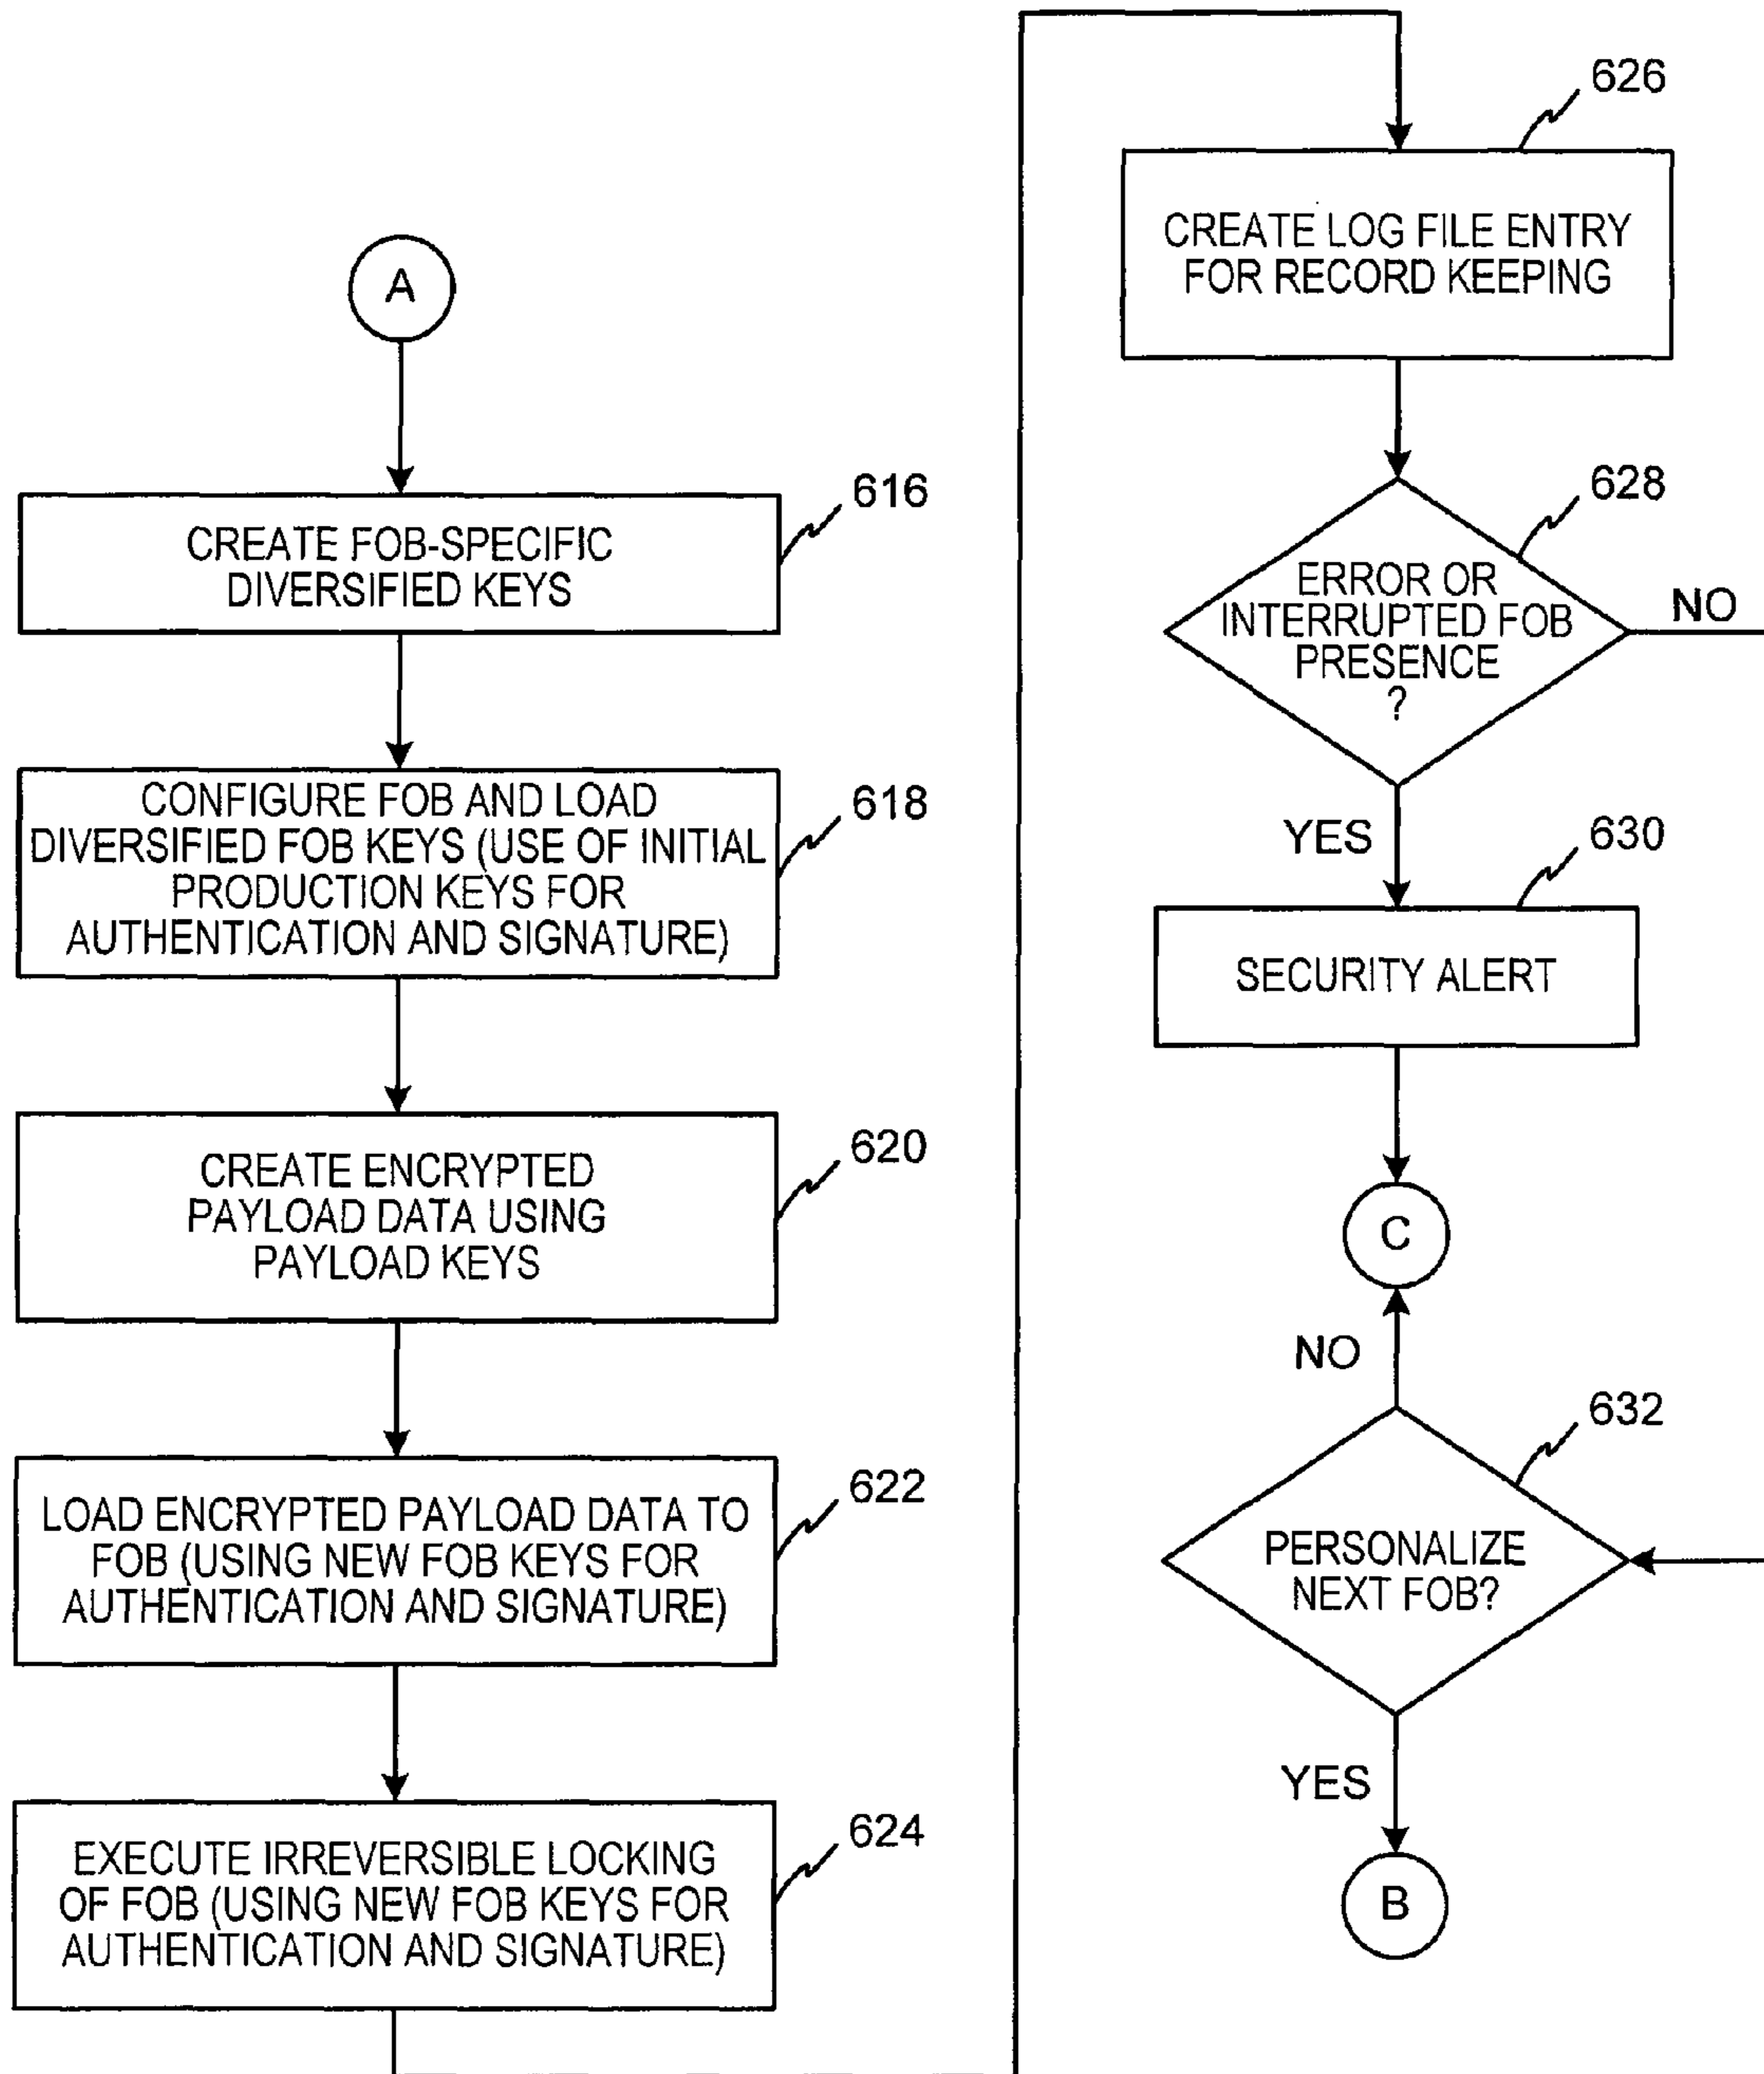 A
616
CREATE FOB-SPECIFIC
DIVERSIFIED KEYS
618
CONFIGURE FOB AND LOAD
DIVERSIFIED FOB KEYS (USE OF INITIAL
PRODUCTION KEYS FOR
AUTHENTICATION AND SIGNATURE)
620
CREATE ENCRYPTED
PAYLOAD DATA USING
PAYLOAD KEYS
622
LOAD ENCRYPTED PAYLOAD DATA TO
FOB (USING NEW FOB KEYS FOR
AUTHENTICATION AND SIGNATURE)
624
EXECUTE IRREVERSIBLE LOCKING
OF FOB (USING NEW FOB KEYS FOR
AUTHENTICATION AND SIGNATURE)
626
CREATE LOG FILE ENTRY
FOR RECORD KEEPING
628
ERROR OR
INTERRUPTED FOB
PRESENCE
?
NO
YES
630
SECURITY ALERT
C
NO
632
PERSONALIZE
NEXT FOB?
YES
B